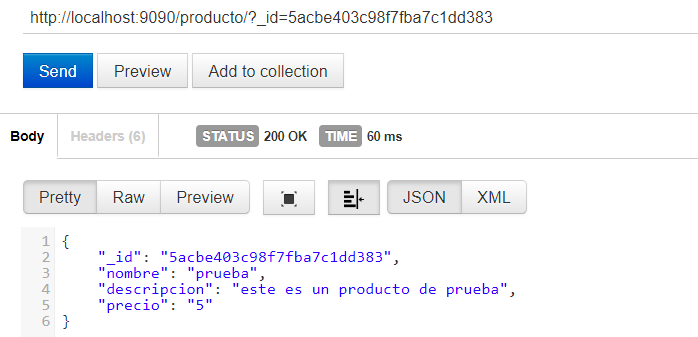 http://localhost:9090/producto/?_id=5acbe403c98f7fba7c1dd383
Send Preview Add to collection
Body Headers (6) STATUS 200 OK TIME 60 ms
Pretty Raw Preview JSON XML
1 {
2 "_id": "5acbe403c98f7fba7c1dd383",
3 "nombre": "prueba",
4 "descripcion": "este es un producto de prueba",
5 "precio": "5"
6 }